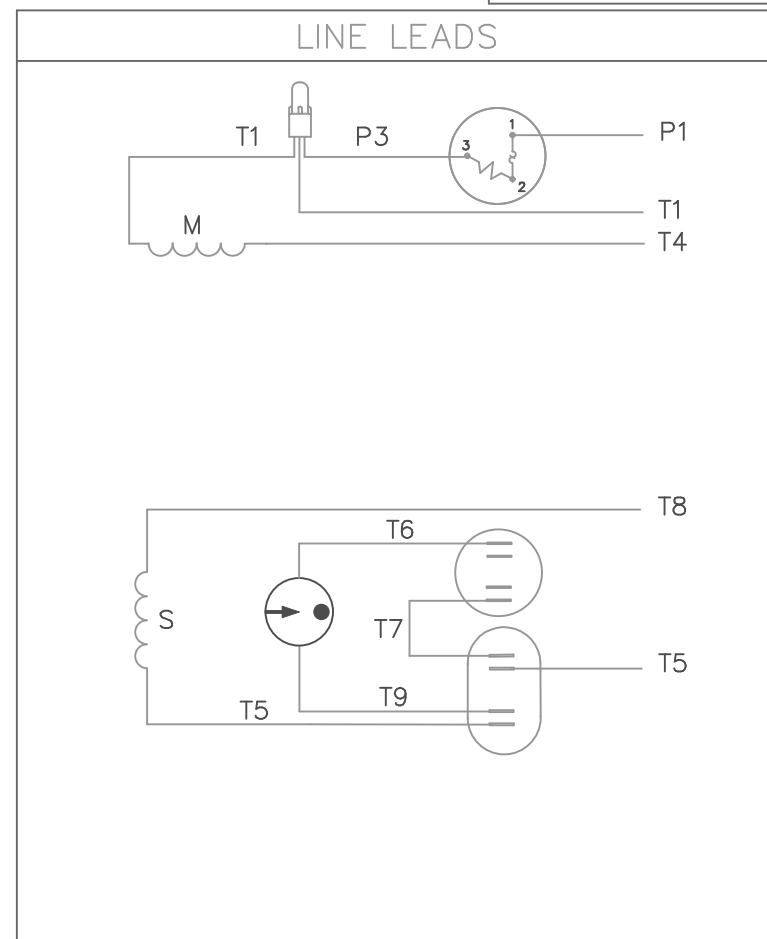 LINE LEADS
T1 P3 3 1 2 P1
T1
M T4
T8
T6
S T7
T5
T5 T9